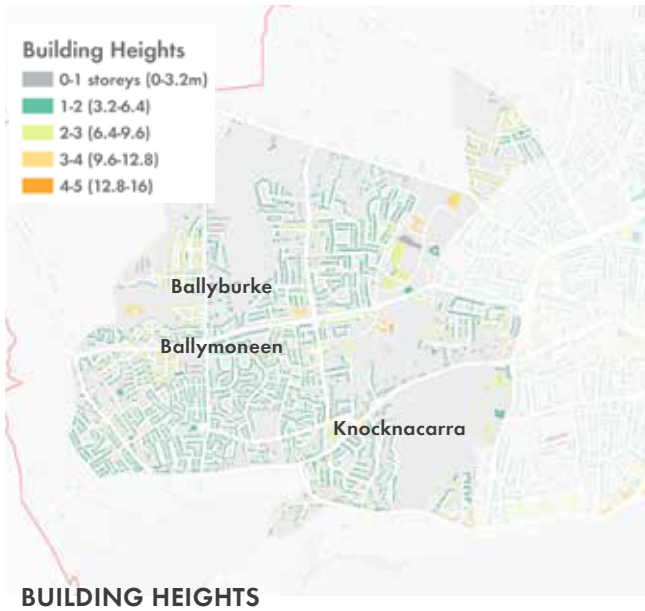 Building Heights
0-1 storeys (0-3.2m)
1-2 (3.2-6.4)
2-3 (6.4-9.6)
3-4 (9.6-12.8)
4-5 (12.8-16)
Ballyburke
Ballymoneen
Knocknacarra
BUILDING HEIGHTS